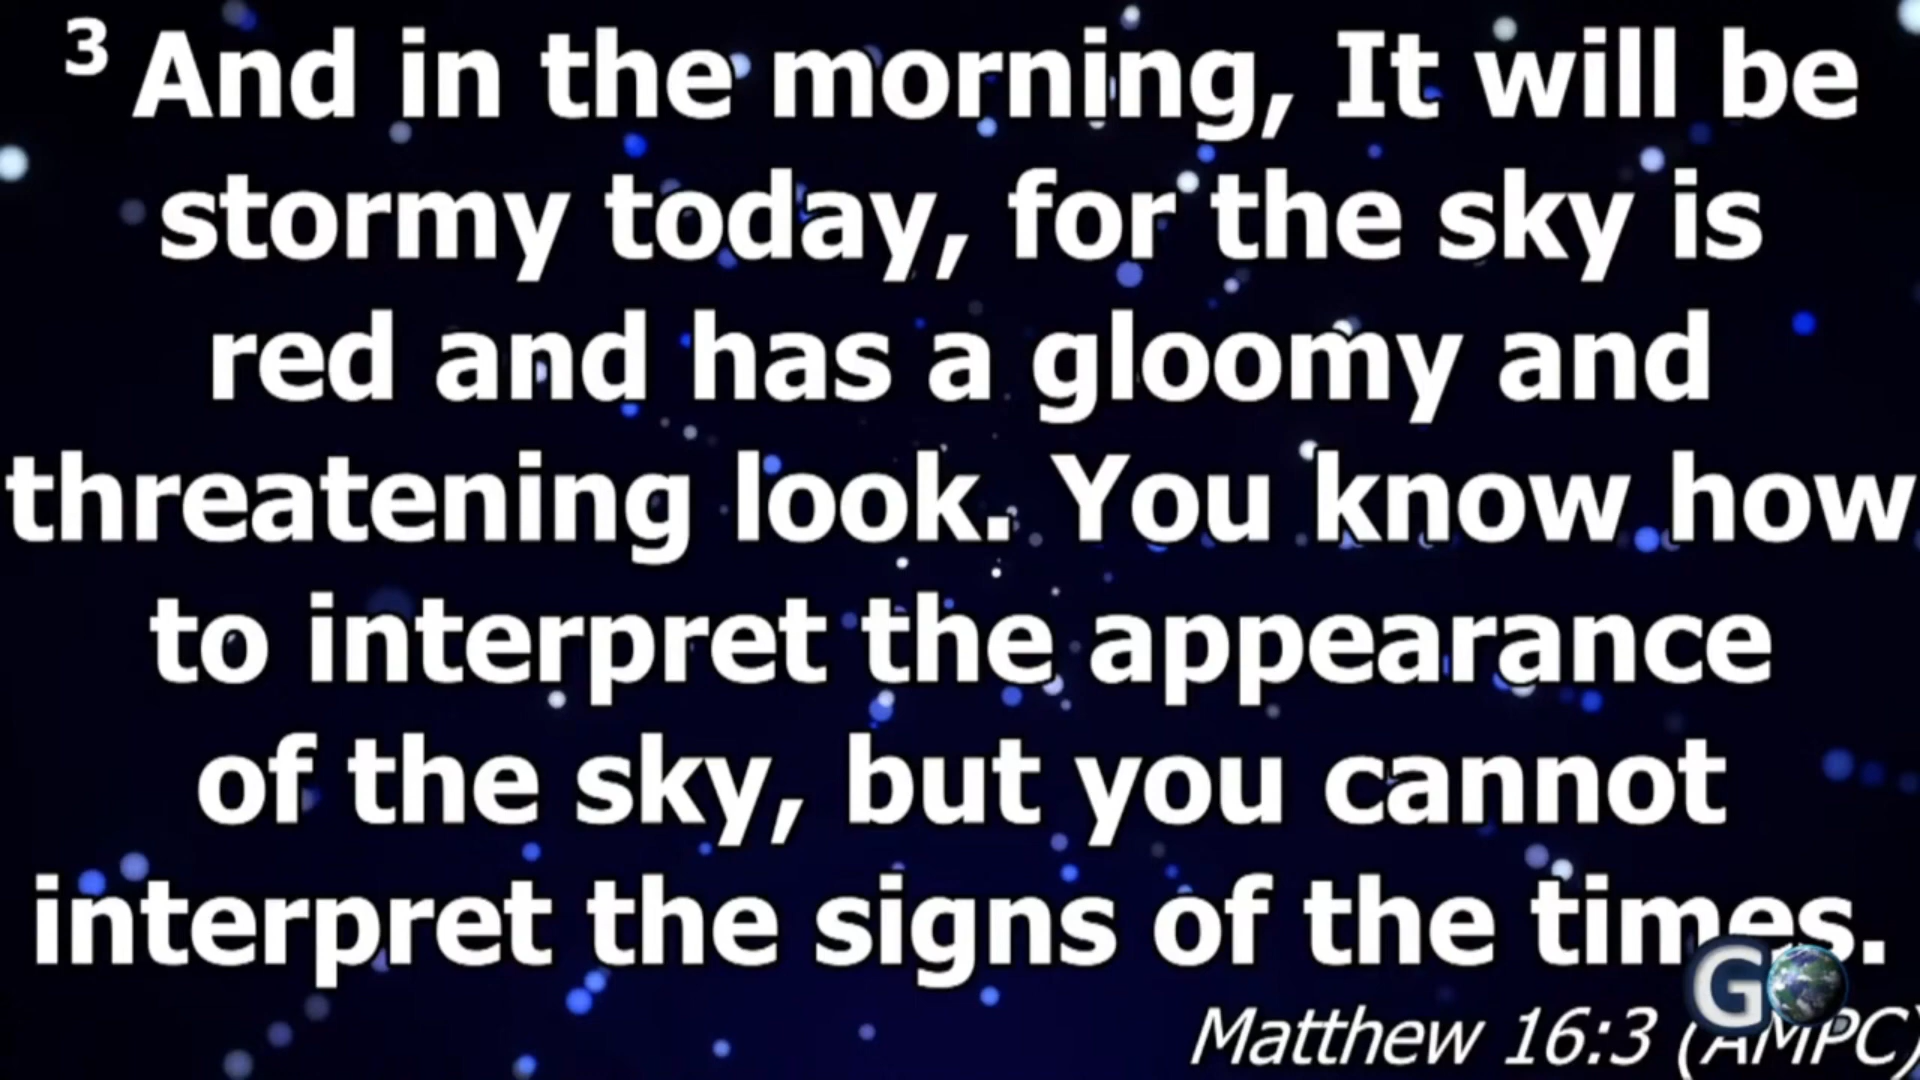 3 And in the morning, It will be
stormy today, for the sky is
red and has a gloomy and
threatening look. You know how
to interpret the appearance
of the sky, but you cannot
interpret the signs of the times.
G
Matthew 16:3 (AMPC)